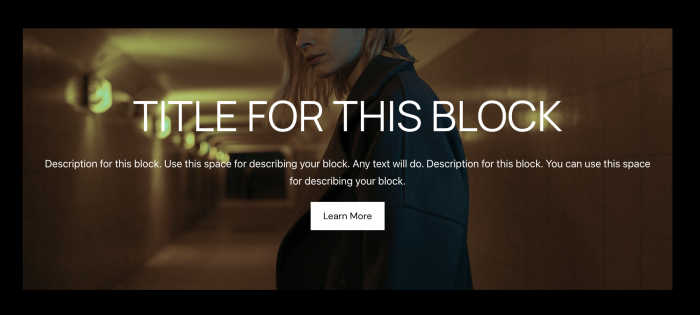 TITLE FOR THIS BLOCK
Description for this block. Use this space for describing your block. Any text will do. Description for this block. You can use this space
for describing your block.
Learn More